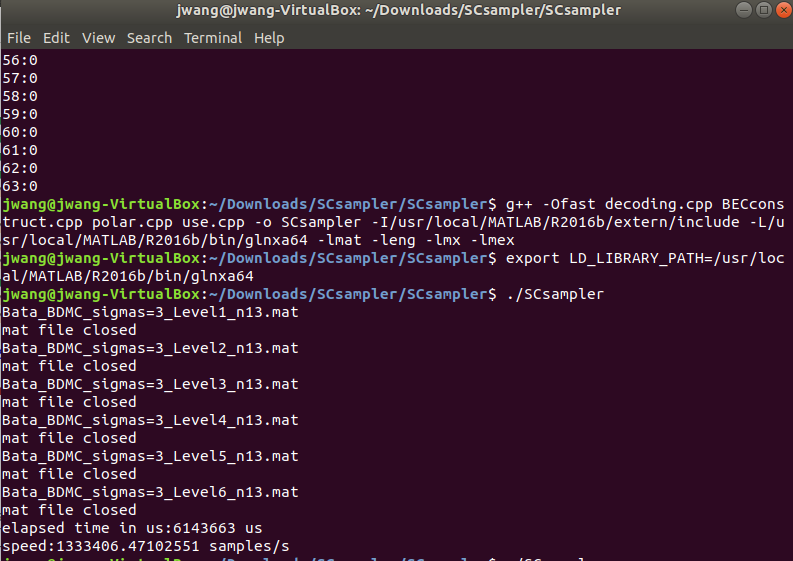 jwang@jwang-VirtualBox: ~/Downloads/SCsampler/SCsampler
File Edit View Search Terminal Help
56:0
57:0
58:0
59:0
60:0
61:0
62:0
63:0
jwang@jwang-VirtualBox:~/Downloads/SCsampler/SCsampler$ g++ -Ofast decoding.cpp BECcons
truct.cpp polar.cpp use.cpp -o SCsampler -I/usr/local/MATLAB/R2016b/extern/include -L/u
sr/local/MATLAB/R2016b/bin/glnxa64 -lmat -leng -lmx -lmex
jwang@jwang-VirtualBox:~/Downloads/SCsampler/SCsampler$ export LD_LIBRARY_PATH=/usr/loc
al/MATLAB/R2016b/bin/glnxa64
jwang@jwang-VirtualBox:~/Downloads/SCsampler/SCsampler$ ./SCsampler
Bata_BDMC_sigmas=3_Level1_n13.mat
mat file closed
Bata_BDMC_sigmas=3_Level2_n13.mat
mat file closed
Bata_BDMC_sigmas=3_Level3_n13.mat
mat file closed
Bata_BDMC_sigmas=3_Level4_n13.mat
mat file closed
Bata_BDMC_sigmas=3_Level5_n13.mat
mat file closed
Bata_BDMC_sigmas=3_Level6_n13.mat
mat file closed
elapsed time in us:6143663 us
speed:1333406.47102551 samples/s